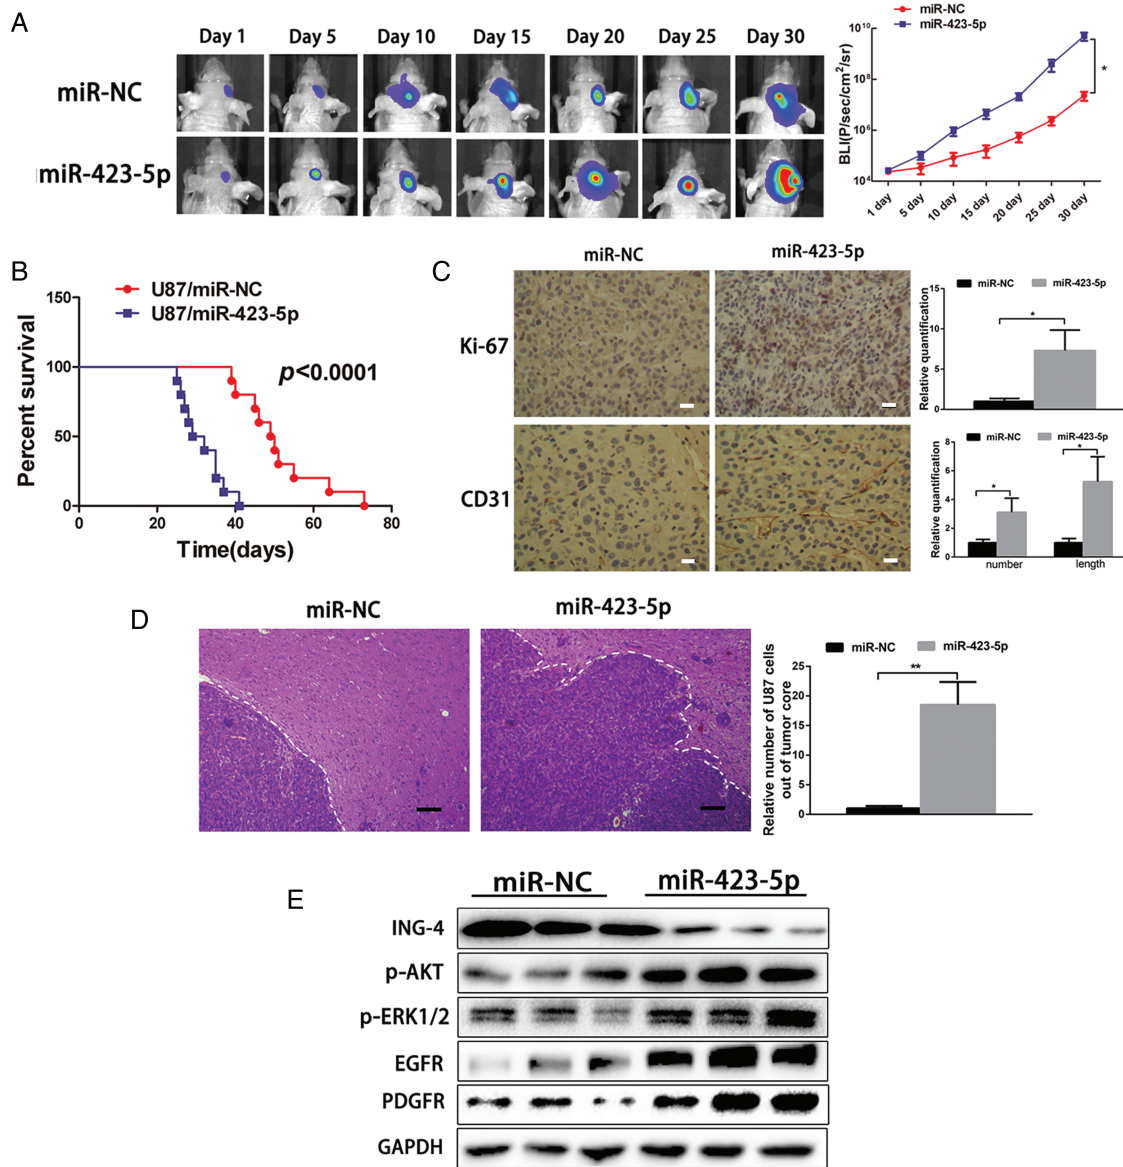 A
Day 1 Day 5 Day 10 Day 15 Day 20 Day 25 Day 30
miR-NC
miR-423-5p
miR-NC
miR-423-5p
BLI(P/sec/cm²/sr)
10¹⁰
10⁸
10⁶
10⁴
*
1 day 5 day 10 day 15 day 20 day 25 day 30 day
B
U87/miR-NC
U87/miR-423-5p
p<0.0001
Percent survival
150
100
50
0
0 20 40 60 80
Time(days)
C
miR-NC miR-423-5p
Ki-67
CD31
miR-NC miR-423-5p
Relative quantification
15
10
5
0
*
miR-NC miR-423-5p
Relative quantification
8
6
4
2
0
* *
number length
D
miR-NC miR-423-5p
miR-NC miR-423-5p
Relative number of U87 cells
out of tumor core
25
20
15
10
5
0
**
E
miR-NC miR-423-5p
ING-4
p-AKT
p-ERK1/2
EGFR
PDGFR
GAPDH